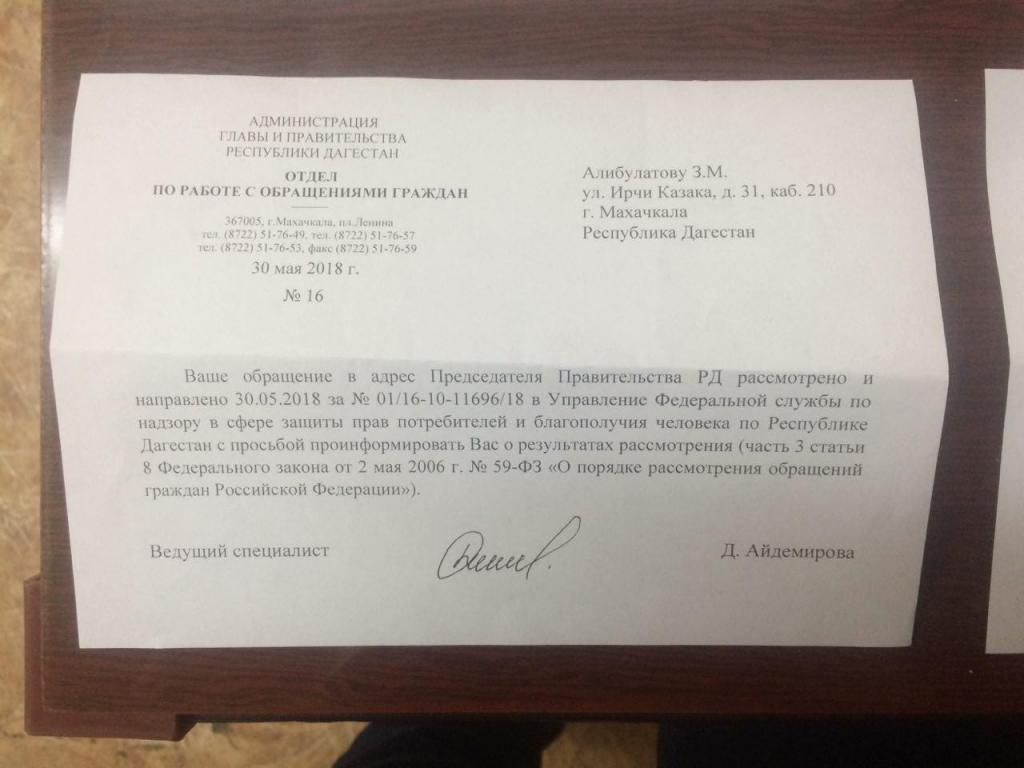 АДМИНИСТРАЦИЯ
ГЛАВЫ И ПРАВИТЕЛЬСТВА
РЕСПУБЛИКИ ДАГЕСТАН
ОТДЕЛ
ПО РАБОТЕ С ОБРАЩЕНИЯМИ ГРАЖДАН
367005, г.Махачкала, пл.Ленина
тел. (8722) 51-76-49, тел. (8722) 51-76-57
тел. (8722) 51-76-53, факс (8722) 51-76-59
30 мая 2018 г.
№ 16
Алибулатову З.М.
ул. Ирчи Казака, д. 31, каб. 210
г. Махачкала
Республика Дагестан
Ваше обращение в адрес Председателя Правительства РД рассмотрено и
направлено 30.05.2018 за № 01/16-10-11696/18 в Управление Федеральной службы по
надзору в сфере защиты прав потребителей и благополучия человека по Республике
Дагестан с просьбой проинформировать Вас о результатах рассмотрения (часть 3 статьи
8 Федерального закона от 2 мая 2006 г. № 59-ФЗ «О порядке рассмотрения обращений
граждан Российской Федерации»).
Ведущий специалист
Д. Айдемирова